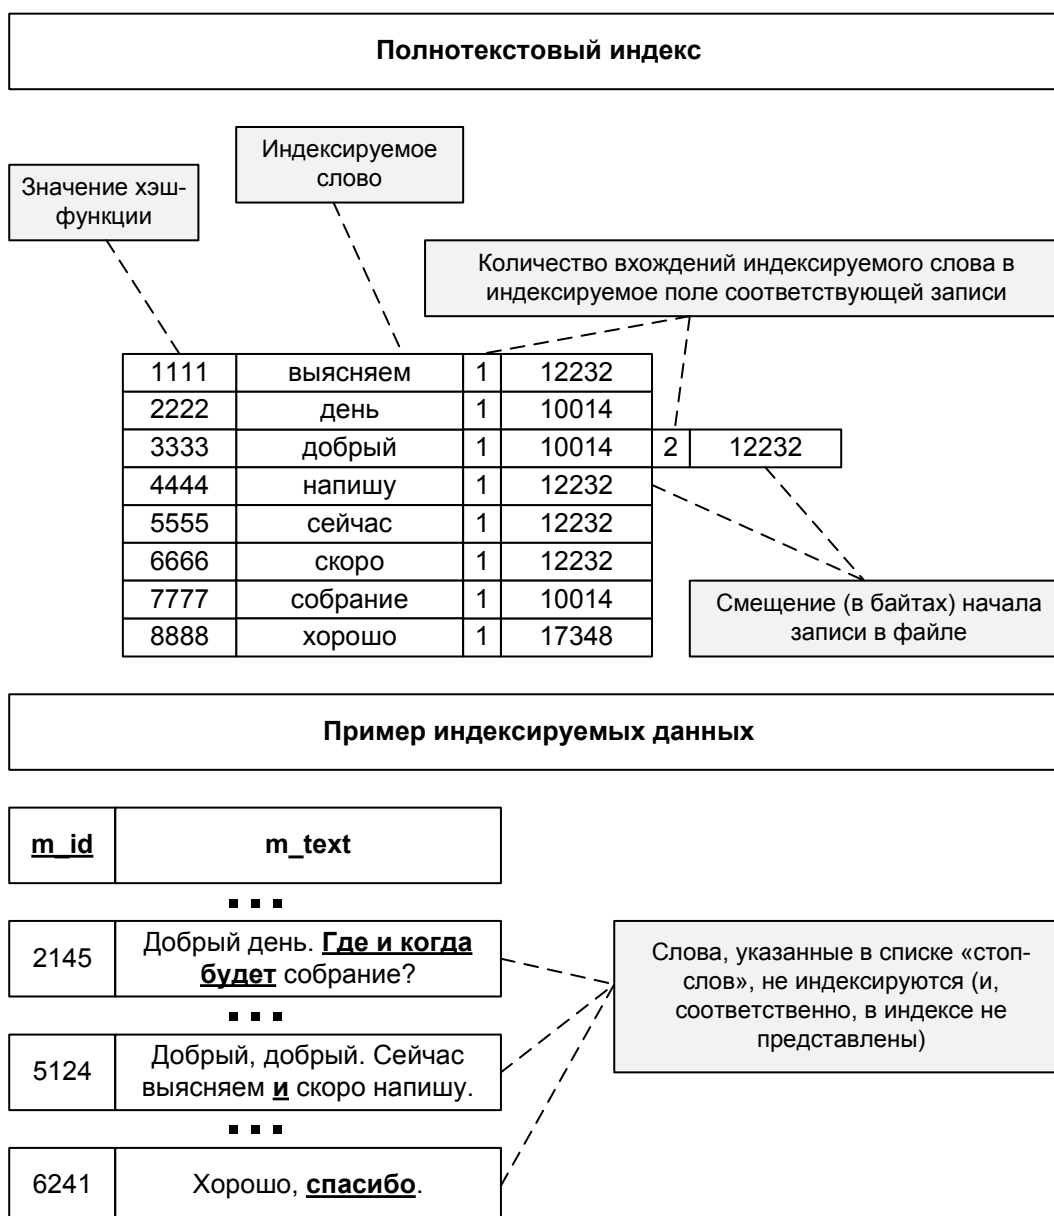 Полнотекстовый индекс
Индексируемое
слово
Значение хэш-
функции
Количество вхождений индексируемого слова в
индексируемое поле соответствующей записи
1111 выясняем 1 12232
2222 день 1 10014
3333 добрый 1 10014 2 12232
4444 напишу 1 12232
5555 сейчас 1 12232
6666 скоро 1 12232
7777 собрание 1 10014
8888 хорошо 1 17348
Смещение (в байтах) начала
записи в файле
Пример индексируемых данных
m_id m_text
...
2145 Добрый день. Где и когда
будет собрание?
...
5124 Добрый, добрый. Сейчас
выясняем и скоро напишу.
...
6241 Хорошо, спасибо.
Слова, указанные в списке «стоп-
слов», не индексируются (и,
соответственно, в индексе не
представлены)